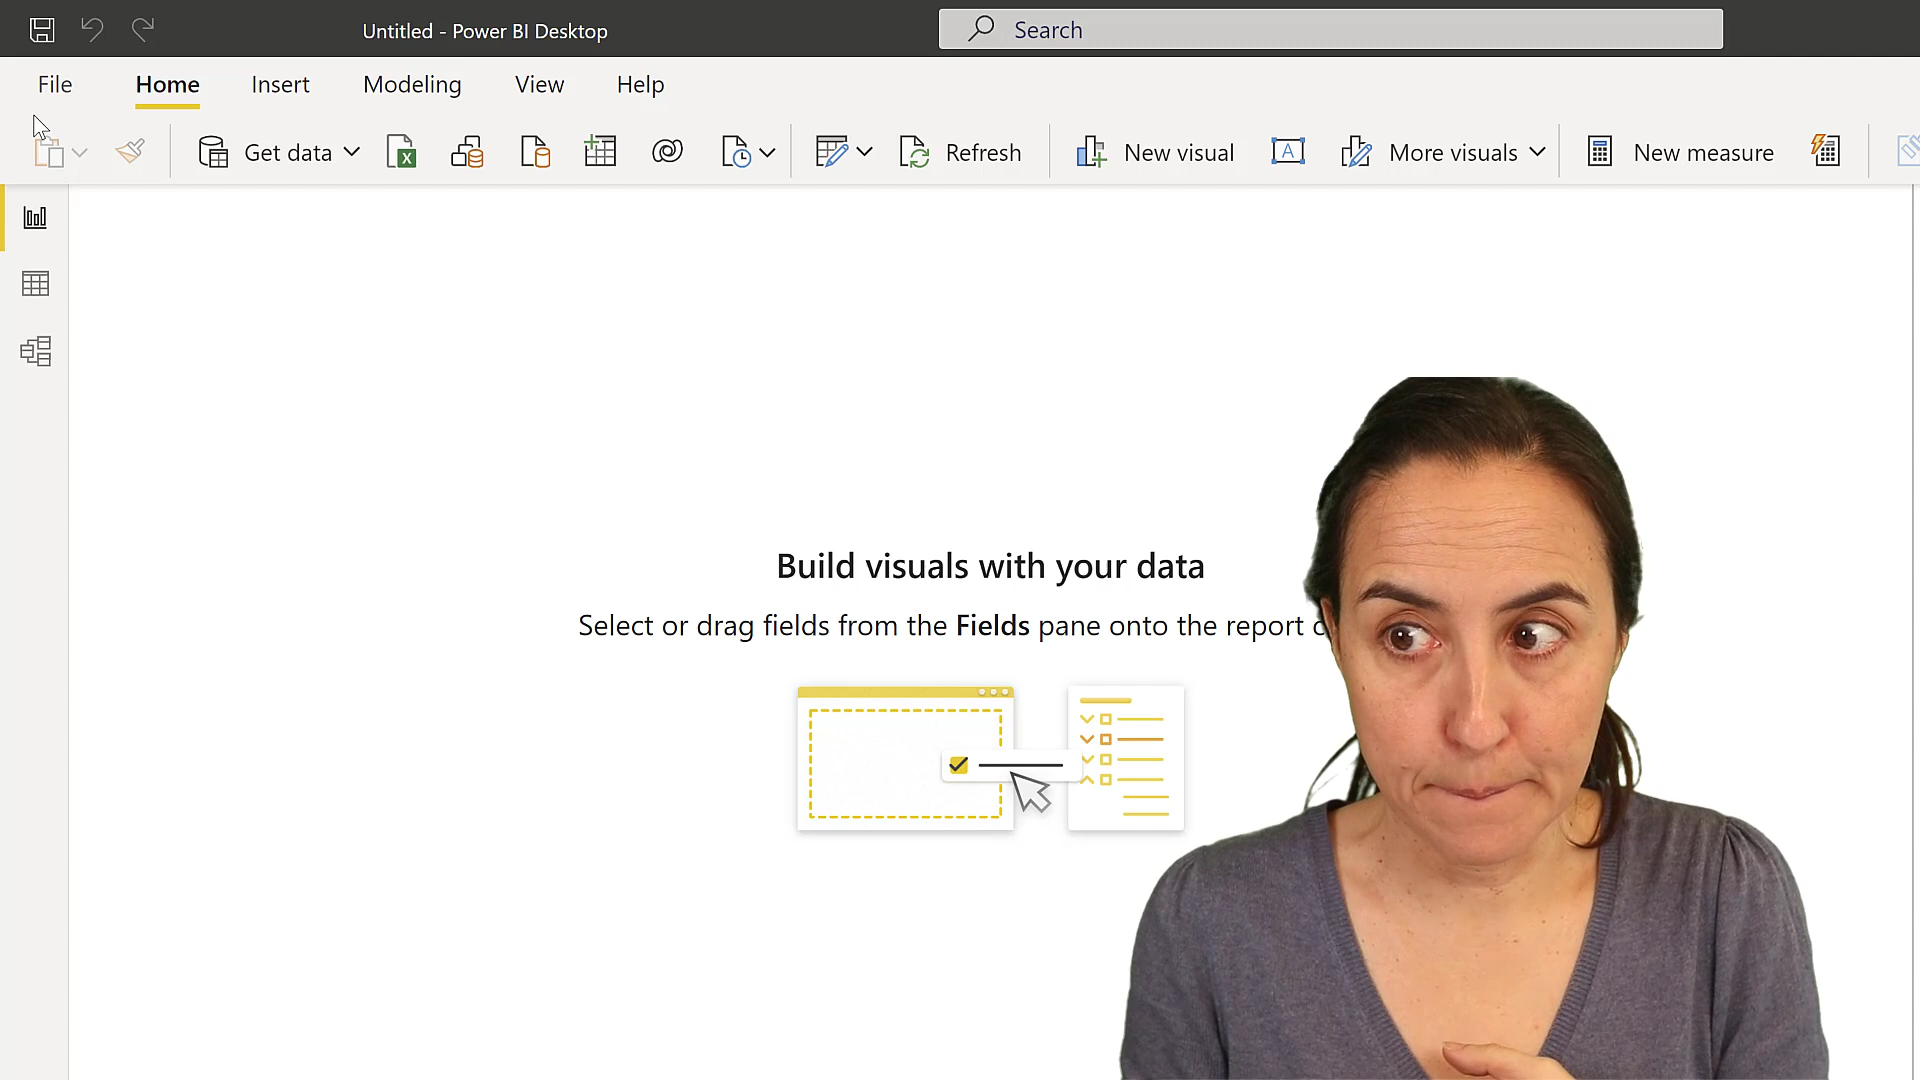 Untitled - Power BI Desktop
Search
File
Home
Insert
Modeling
View
Help
Get data
Refresh
New visual
A
More visuals
New measure
Build visuals with your data
Select or drag fields from the Fields pane onto the report